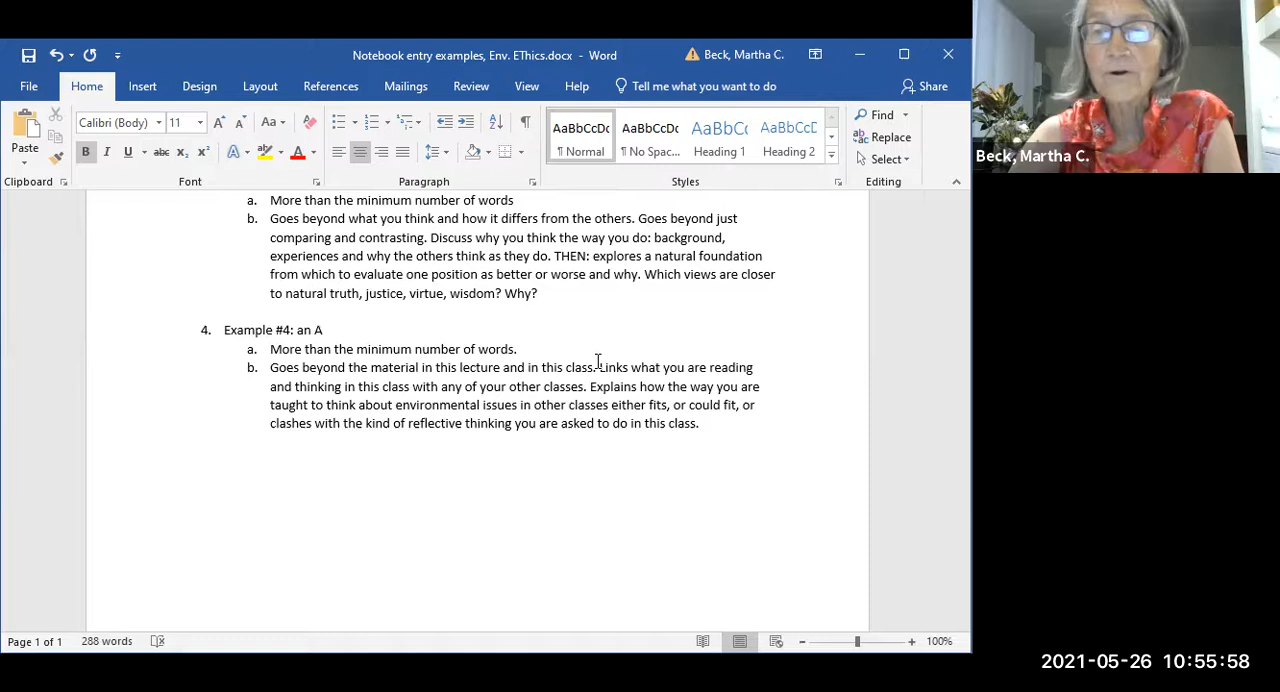 Notebook entry examples, Env. EThics.docx - Word
Beck, Martha C.
File
Home
Insert
Design
Layout
References
Mailings
Review
View
Help
Tell me what you want to do
Share
Paste
Clipboard
Calibri (Body)
11
Font
Paragraph
AaBbCcDc
¶ Normal
AaBbCcDc
¶ No Spac...
AaBbCc
Heading 1
AaBbCcD
Heading 2
Styles
Find
Replace
Select
Editing
Beck, Martha C.
a. More than the minimum number of words
b. Goes beyond what you think and how it differs from the others. Goes beyond just
comparing and contrasting. Discuss why you think the way you do: background,
experiences and why the others think as they do. THEN: explores a natural foundation
from which to evaluate one position as better or worse and why. Which views are closer
to natural truth, justice, virtue, wisdom? Why?
4. Example #4: an A
a. More than the minimum number of words.
b. Goes beyond the material in this lecture and in this class. Links what you are reading
and thinking in this class with any of your other classes. Explains how the way you are
taught to think about environmental issues in other classes either fits, or could fit, or
clashes with the kind of reflective thinking you are asked to do in this class.
Page 1 of 1
288 words
100%
2021-05-26 10:55:58